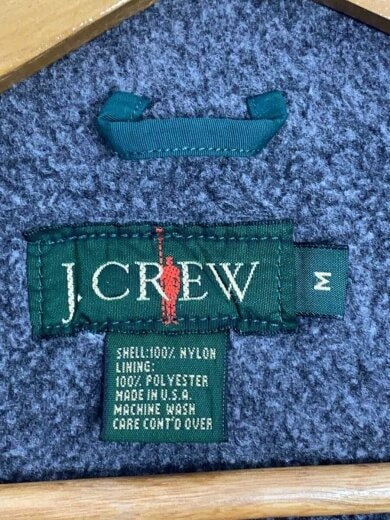 J.CREW
M
SHELL:100% NYLON
LINING:
100% POLYESTER
MADE IN U.S.A.
MACHINE WASH
CARE CONT'D OVER